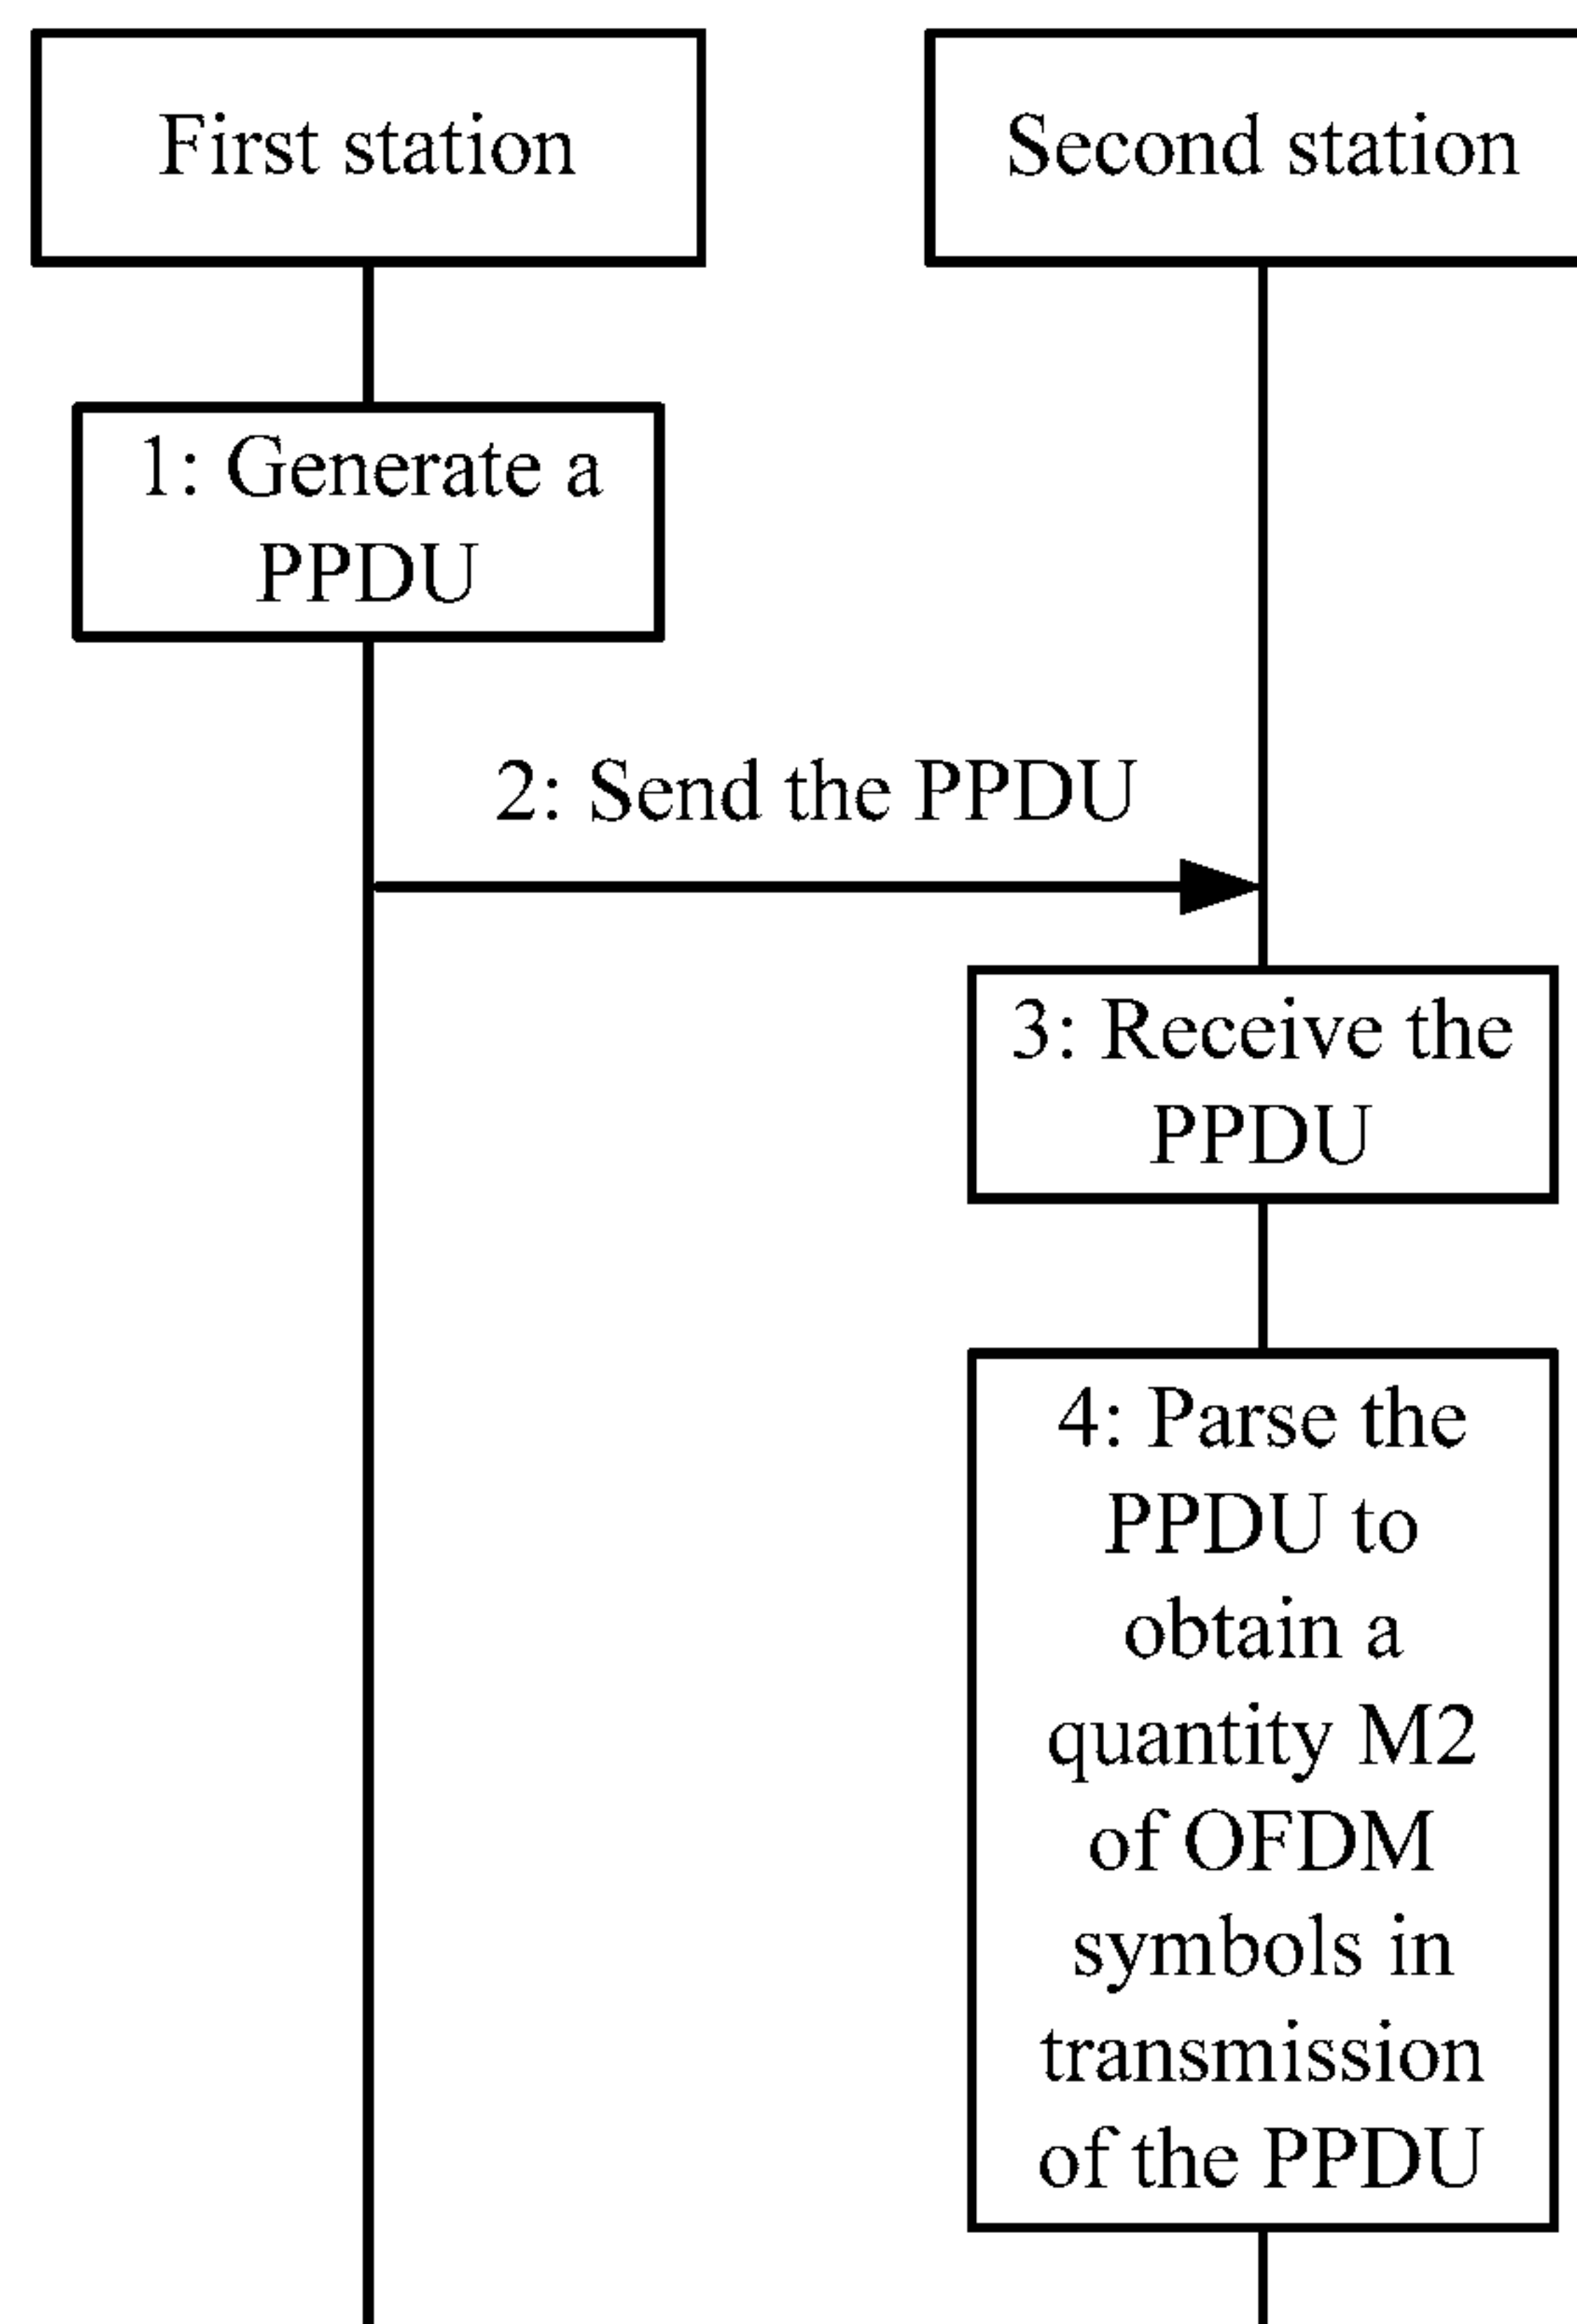 First station
Second station
1: Generate a
PPDU
2: Send the PPDU
3: Receive the
PPDU
4: Parse the
PPDU to
obtain a
quantity M2
of OFDM
symbols in
transmission
of the PPDU